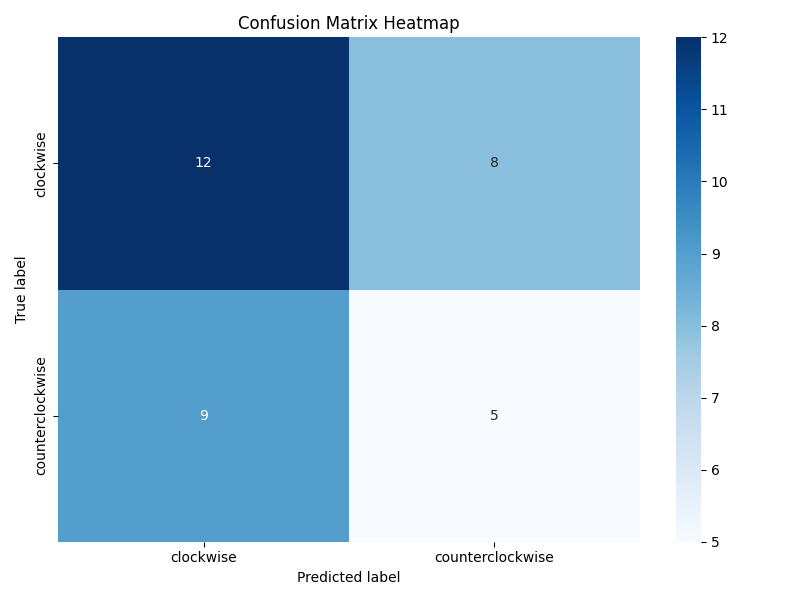 Confusion Matrix Heatmap
True label
clockwise
counterclockwise
12
8
9
5
clockwise
counterclockwise
Predicted label
12
11
10
9
8
7
6
5